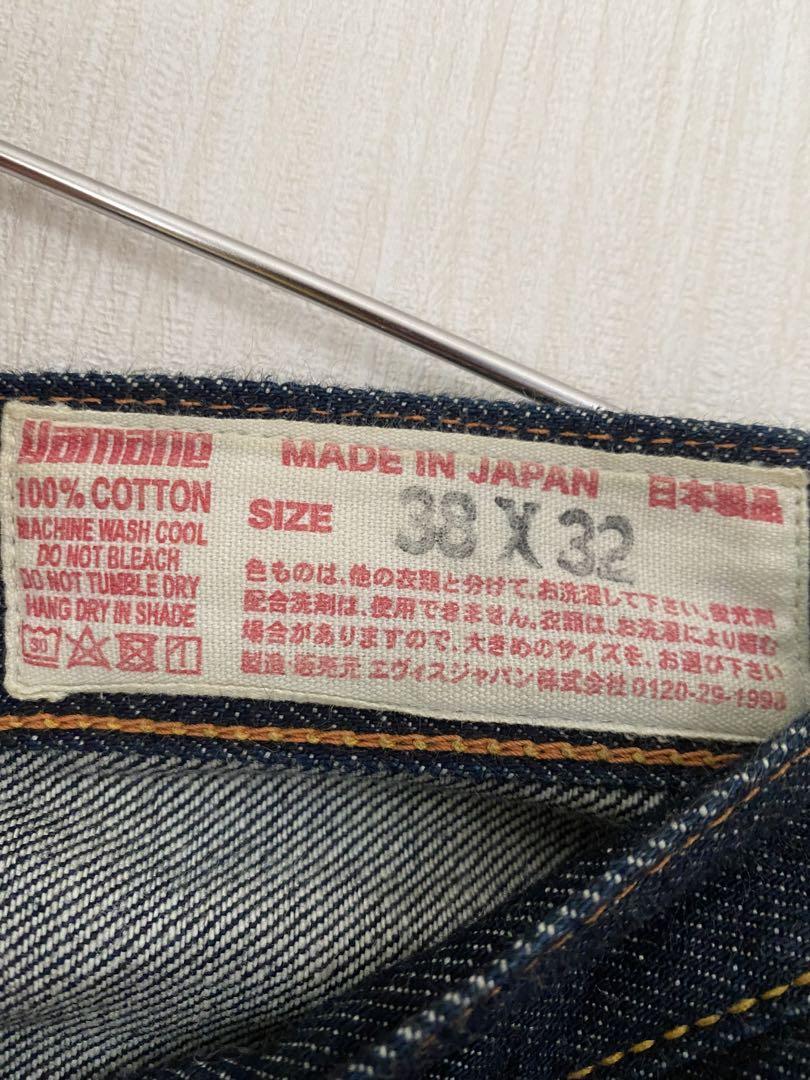 Yamane
100% COTTON
MACHINE WASH COOL
DO NOT BLEACH
DO NOT TUMBLE DRY
HANG DRY IN SHADE
30
MADE IN JAPAN 日本製品
SIZE 38 X 32
色ものは、他の衣類と分けて、お洗濯して下さい、蛍光剤
配合洗剤は、使用できません、衣類は、お洗濯により縮む
場合がありますので、大きめのサイズを、お選び下さい
製造・販売元 エヴィスジャパン株式会社 0120-29-1993